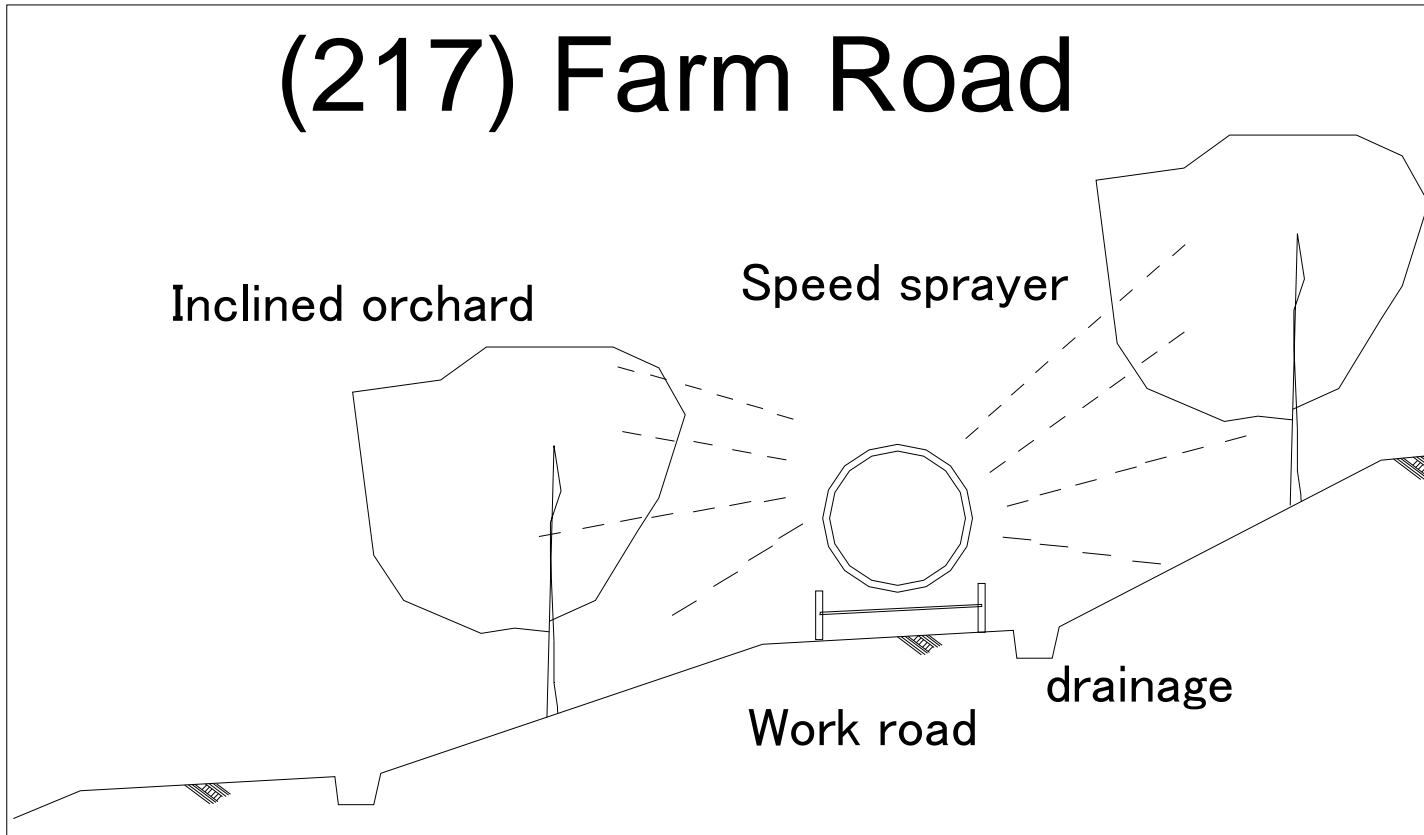 (217) Farm Road
Speed sprayer
Inclined orchard
drainage
Work road